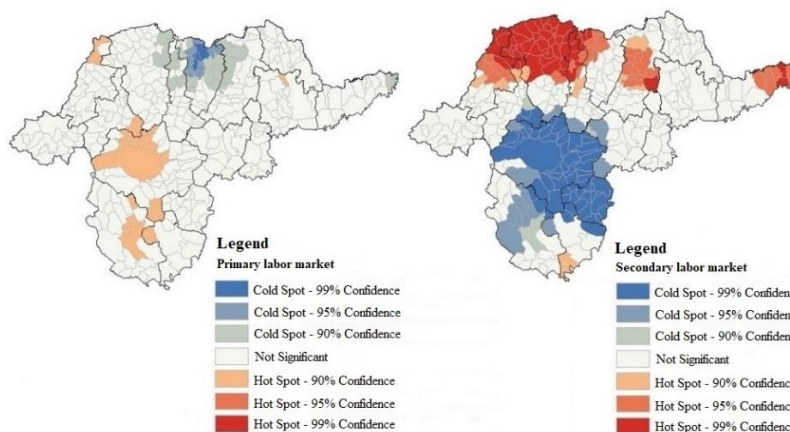 Legend
Primary labor market
Cold Spot - 99% Confidence
Cold Spot - 95% Confidence
Cold Spot - 90% Confidence
Not Significant
Hot Spot - 90% Confidence
Hot Spot - 95% Confidence
Hot Spot - 99% Confidence
Legend
Secondary labor market
Cold Spot - 99% Confidenc
Cold Spot - 95% Confidenc
Cold Spot - 90% Confidenc
Not Significant
Hot Spot - 90% Confidenc
Hot Spot - 95% Confidenc
Hot Spot - 99% Confidenc